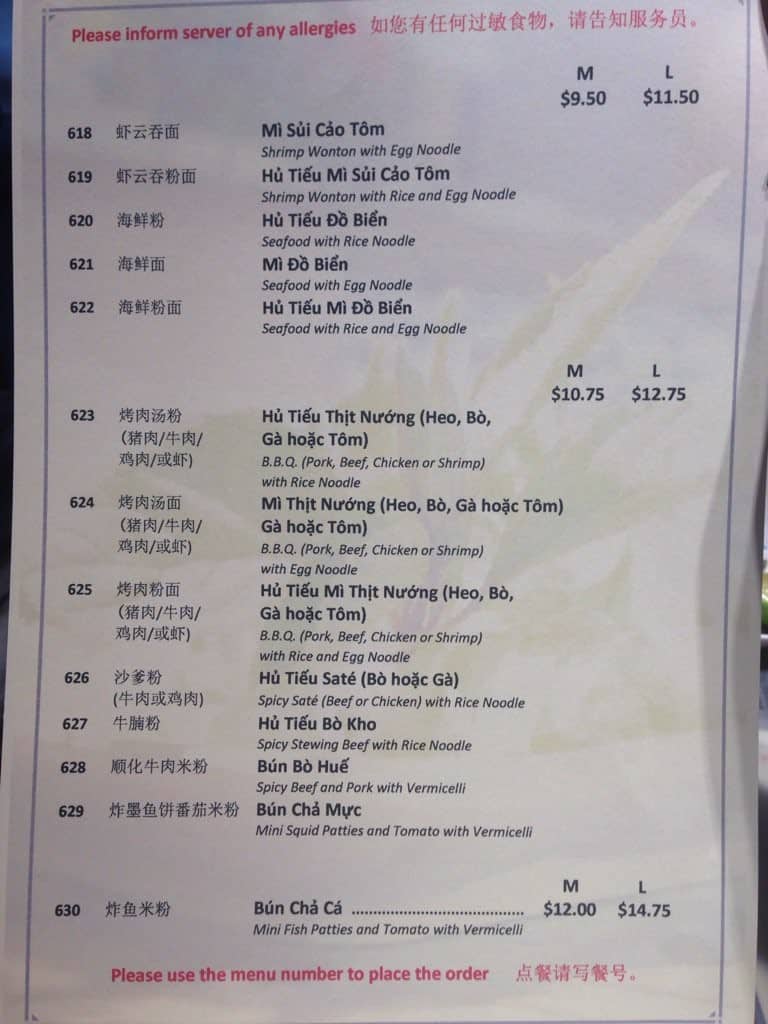 Please inform server of any allergies 如您有任何过敏食物，请告知服务员。
M L
$9.50 $11.50
618 虾云吞面 Mì Sủi Cảo Tôm
Shrimp Wonton with Egg Noodle
619 虾云吞粉面 Hủ Tiếu Mì Sủi Cảo Tôm
Shrimp Wonton with Rice and Egg Noodle
620 海鲜粉 Hủ Tiếu Đồ Biển
Seafood with Rice Noodle
621 海鲜面 Mì Đồ Biển
Seafood with Egg Noodle
622 海鲜粉面 Hủ Tiếu Mì Đồ Biển
Seafood with Rice and Egg Noodle
M L
$10.75 $12.75
623 烤肉汤粉 Hủ Tiếu Thịt Nướng (Heo, Bò,
（猪肉/牛肉/ Gà hoặc Tôm)
鸡肉/或虾) B.B.Q. (Pork, Beef, Chicken or Shrimp)
with Rice Noodle
624 烤肉汤面 Mì Thịt Nướng (Heo, Bò, Gà hoặc Tôm)
（猪肉/牛肉/ Gà hoặc Tôm)
鸡肉/或虾) B.B.Q. (Pork, Beef, Chicken or Shrimp)
with Egg Noodle
625 烤肉粉面 Hủ Tiếu Mì Thịt Nướng (Heo, Bò,
（猪肉/牛肉/ Gà hoặc Tôm)
鸡肉/或虾) B.B.Q. (Pork, Beef, Chicken or Shrimp)
with Rice and Egg Noodle
626 沙爹粉 Hủ Tiếu Saté (Bò hoặc Gà)
(牛肉或鸡肉) Spicy Saté (Beef or Chicken) with Rice Noodle
627 牛腩粉 Hủ Tiếu Bò Kho
Spicy Stewing Beef with Rice Noodle
628 顺化牛肉米粉 Bún Bò Huế
Spicy Beef and Pork with Vermicelli
629 炸墨鱼饼番茄米粉 Bún Chả Mực
Mini Squid Patties and Tomato with Vermicelli
M L
630 炸鱼米粉 Bún Chả Cá ........................................ $12.00 $14.75
Mini Fish Patties and Tomato with Vermicelli
Please use the menu number to place the order 点餐请写餐号。